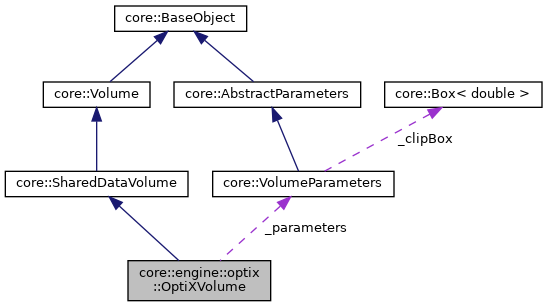 core::BaseObject
core::Volume
core::AbstractParameters
core::Box< double >
_clipBox
core::SharedDataVolume
core::VolumeParameters
_parameters
core::engine::optix
::OptiXVolume